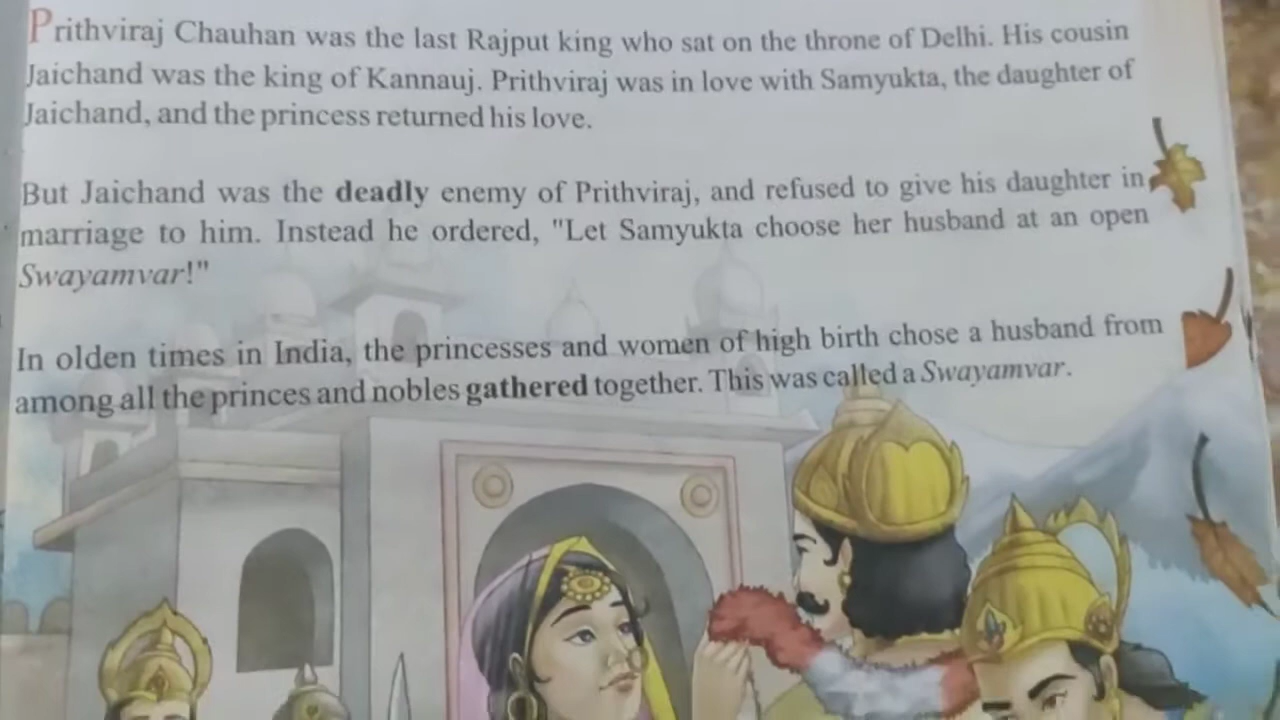 Prithviraj Chauhan was the last Rajput king who sat on the throne of Delhi. His cousin
Jaichand was the king of Kannauj. Prithviraj was in love with Samyukta, the daughter of
Jaichand, and the princess returned his love.
But Jaichand was the deadly enemy of Prithviraj, and refused to give his daughter in
marriage to him. Instead he ordered, "Let Samyukta choose her husband at an open
Swayamvar!"
In olden times in India, the princesses and women of high birth chose a husband from
among all the princes and nobles gathered together. This was called a Swayamvar.